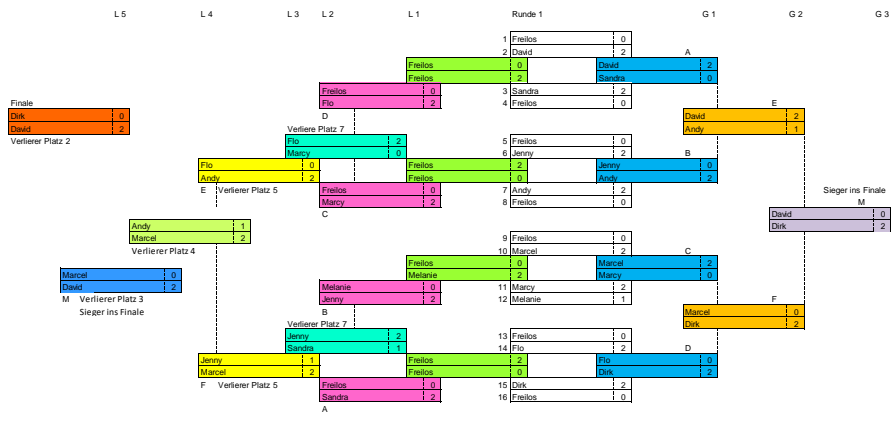 L 5 L 4 L 3 L 2 L 1 Runde 1 G 1 G 2 G 3
1 Freilos 0
2 David 2 A
Freilos 0 David 2
Freilos 2 Sandra 0
Freilos 0 3 Sandra 2
Finale Flo 2 4 Freilos 0 E
Dirk 0 D David 2
David 2 Verliere Platz 7 Andy 1
Verlierer Platz 2 Flo 2 5 Freilos 0
Marcy 0 6 Jenny 2 B
Flo 0 Freilos 2 Jenny 0
Andy 2 Freilos 0 Andy 2
E Verlierer Platz 5 Freilos 0 7 Andy 2 Sieger ins Finale
Marcy 2 8 Freilos 0 M
C David 0
Andy 1 Dirk 2
Marcel 2 9 Freilos 0
Verlierer Platz 4 10 Marcel 2 C
Freilos 0 Marcel 2
Marcel 0 Melanie 2 Marcy 0
David 2 Melanie 0 11 Marcy 2
M Verlierer Platz 3 Jenny 2 12 Melanie 1 F
Sieger ins Finale B Marcel 0
Verlierer Platz 7 Dirk 2
Jenny 2 13 Freilos 0
Sandra 1 14 Flo 2 D
Jenny 1 Freilos 2 Flo 0
Marcel 2 Freilos 0 Dirk 2
F Verlierer Platz 5 Freilos 0 15 Dirk 2
Sandra 2 16 Freilos 0
A